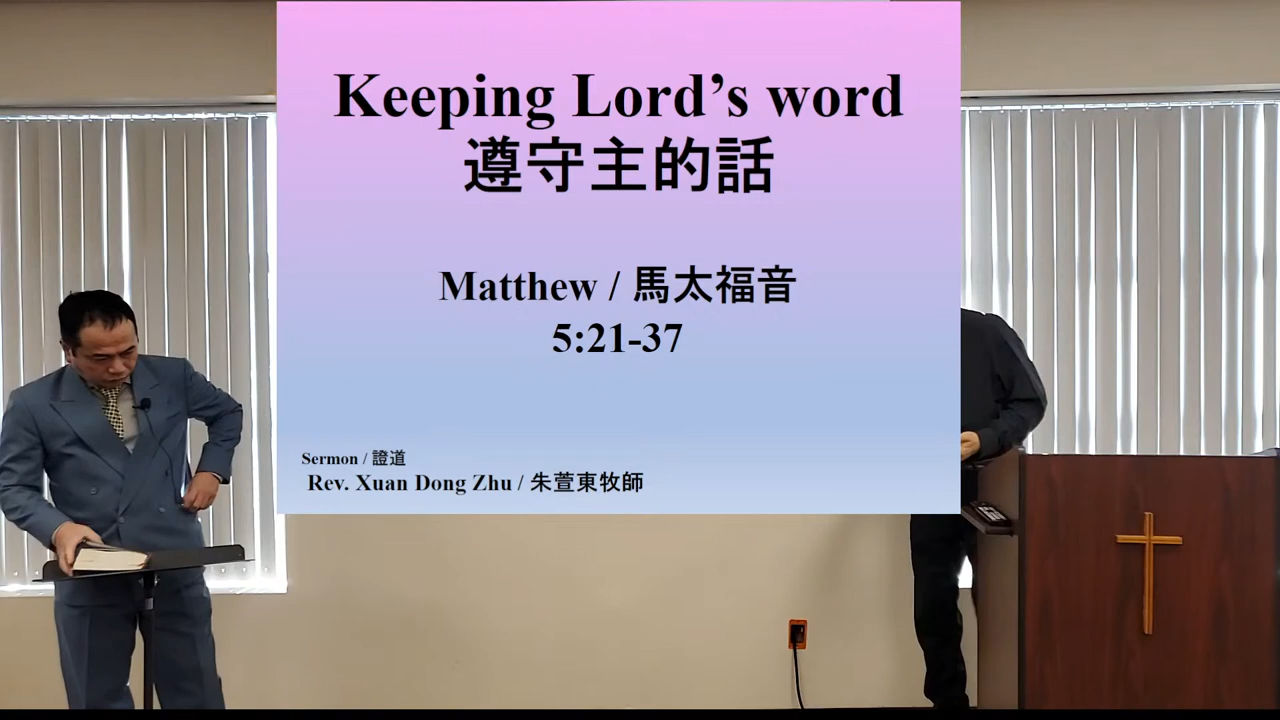 Keeping Lord’s word
遵守主的話
Matthew / 馬太福音
5:21-37
Sermon / 證道
Rev. Xuan Dong Zhu / 朱萱東牧師